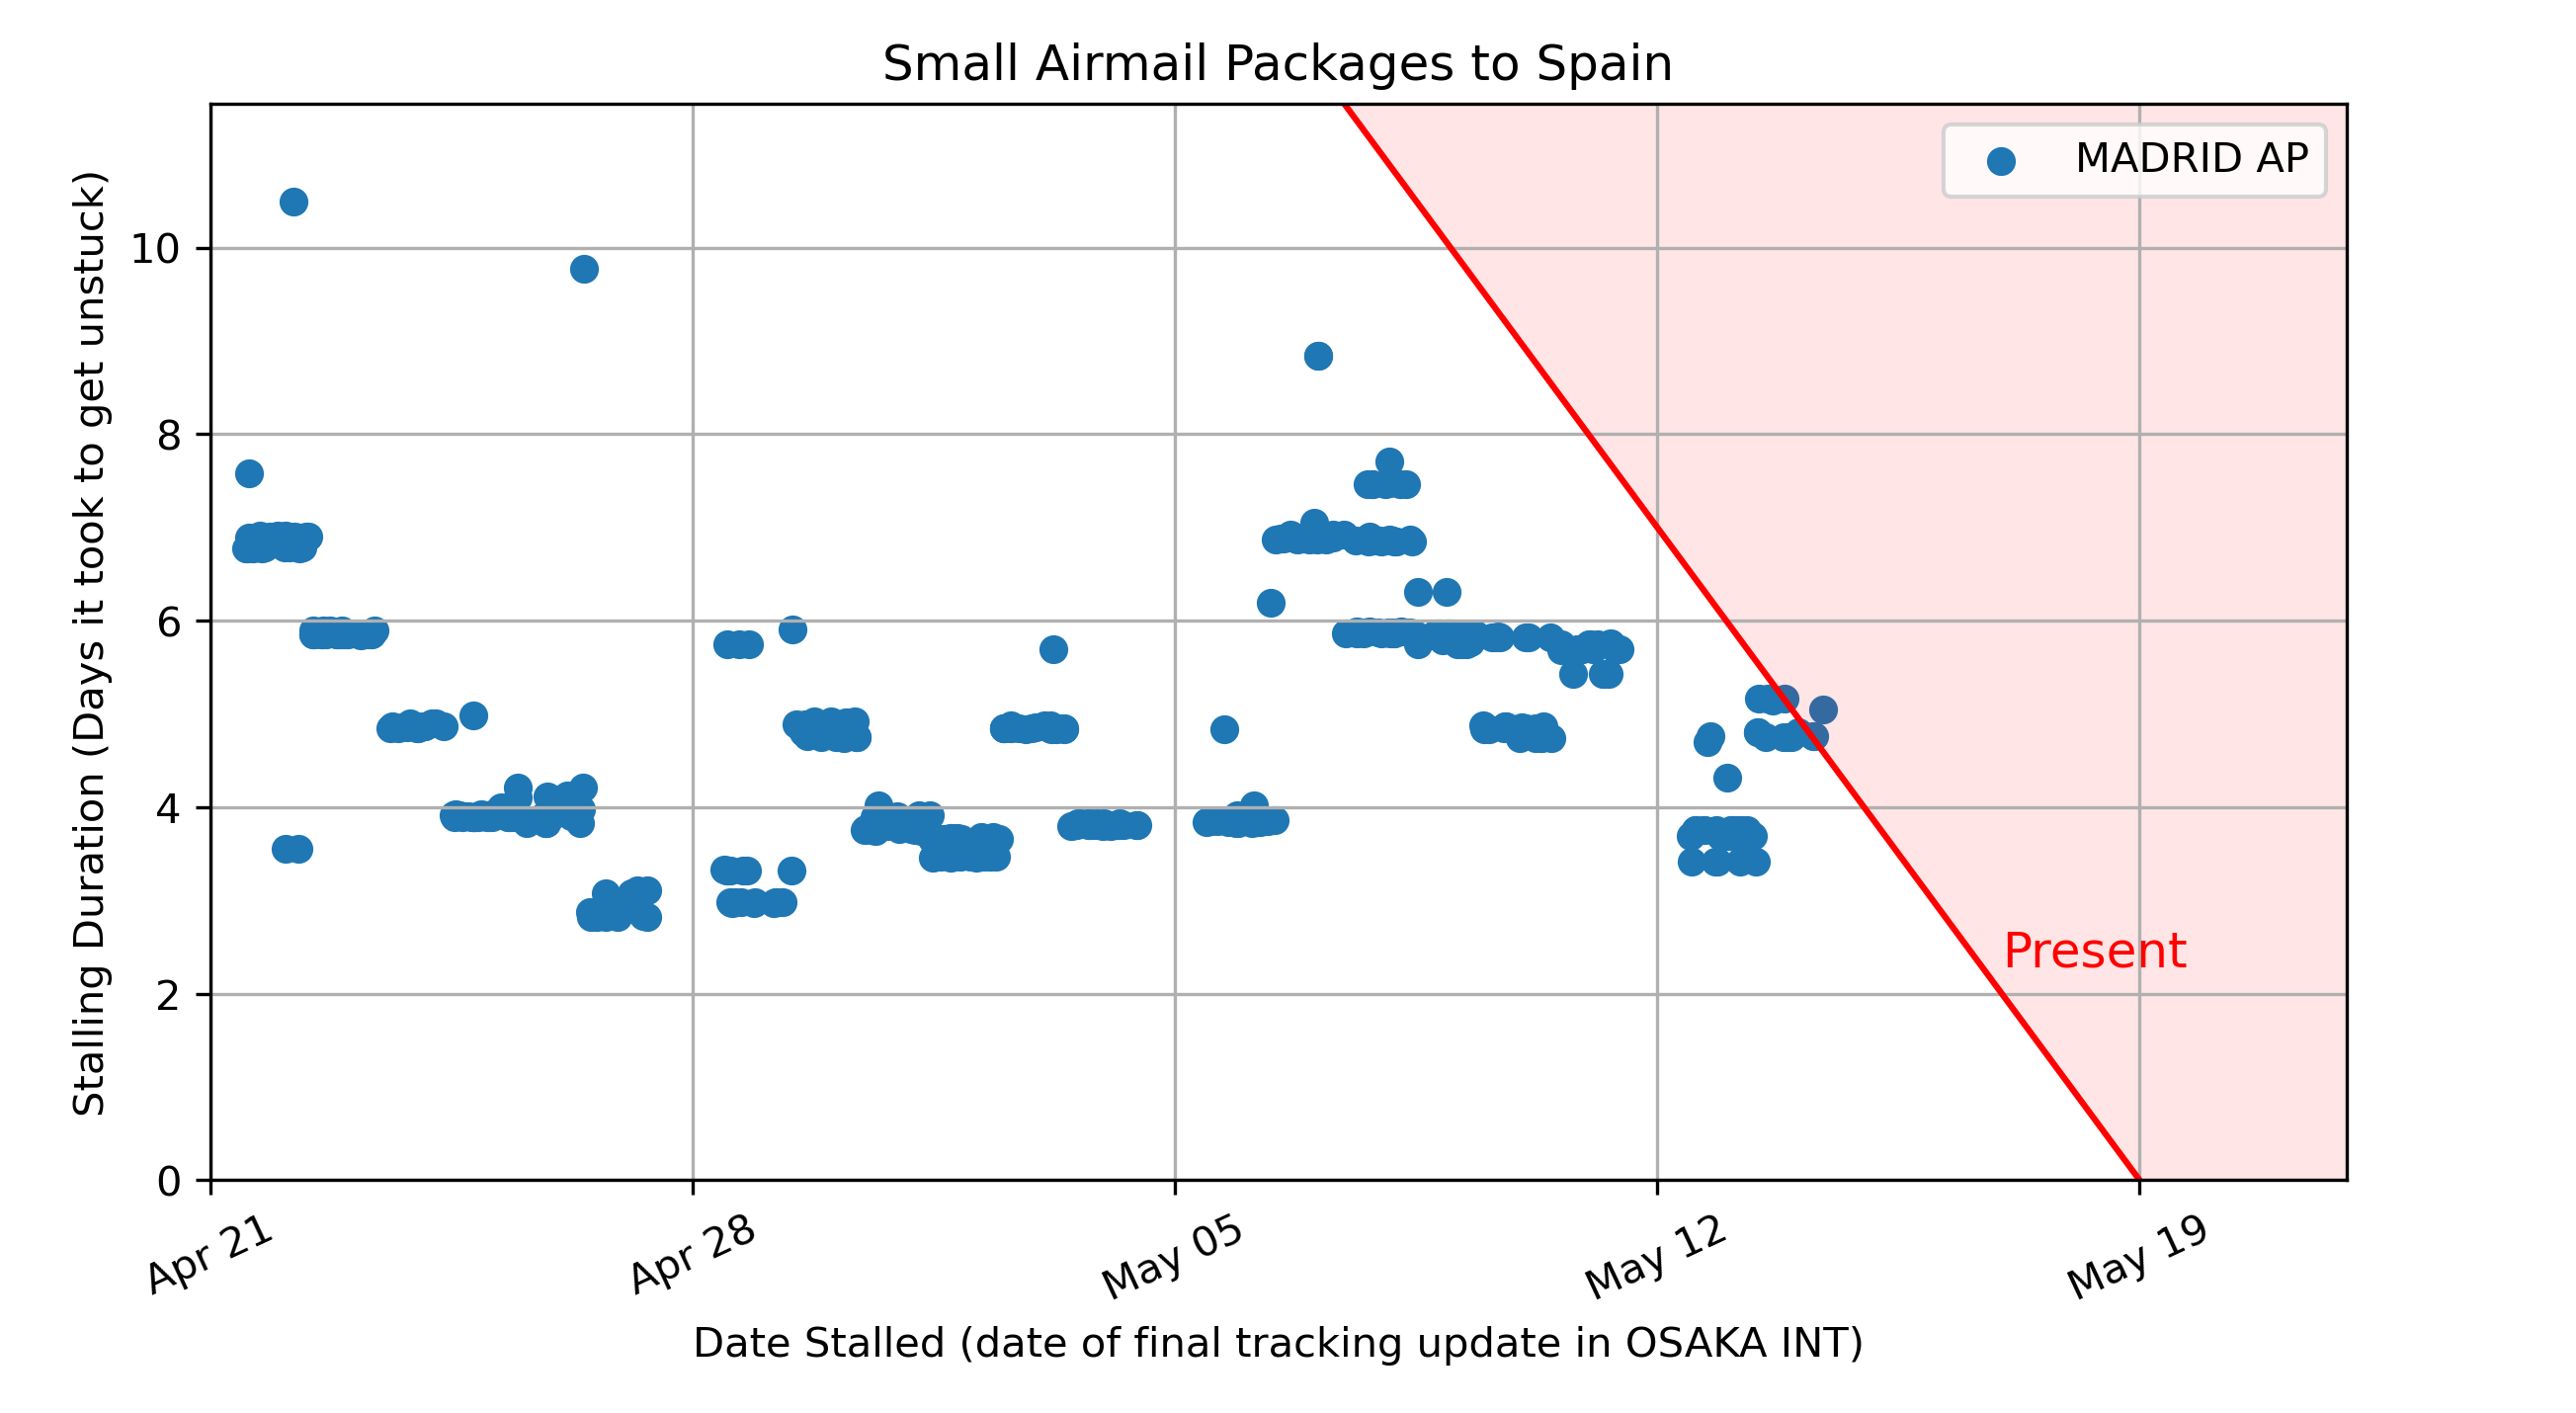 Small Airmail Packages to Spain
MADRID AP
Stalling Duration (Days it took to get unstuck)
10
8
6
4
2
0
Present
Apr 21
Apr 28
May 05
May 12
May 19
Date Stalled (date of final tracking update in OSAKA INT)